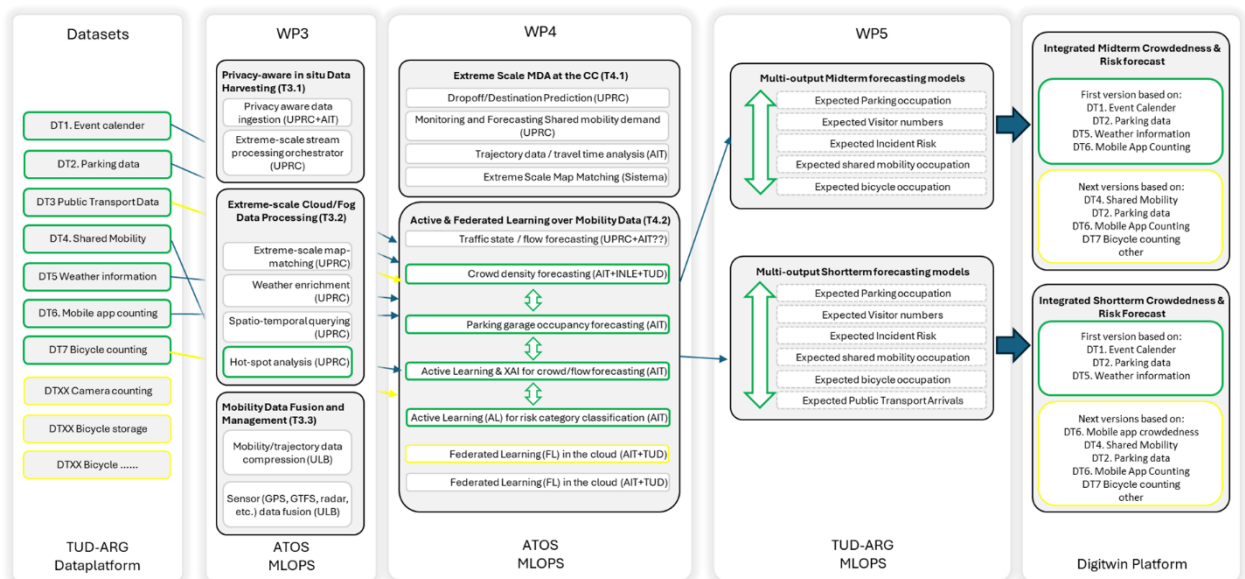 Datasets
DT1. Event calender
DT2. Parking data
DT3 Public Transport Data
DT4. Shared Mobility
DT5 Weather information
DT6. Mobile app counting
DT7 Bicycle counting
DTXX Camera counting
DTXX Bicycle storage
DTXX Bicycle ......
TUD-ARG
Dataplatform
WP3
Privacy-aware in situ Data
Harvesting (T3.1)
Privacy aware data
ingestion (UPRC+AIT)
Extreme-scale stream
processing orchestrator
(UPRC)
Extreme-scale Cloud/Fog
Data Processing (T3.2)
Extreme-scale map-
matching (UPRC)
Weather enrichment
(UPRC)
Spatio-temporal querying
(UPRC)
Hot-spot analysis (UPRC)
Mobility Data Fusion and
Management (T3.3)
Mobility/trajectory data
compression (ULB)
Sensor (GPS, GTFS, radar,
etc.) data fusion (ULB)
ATOS
MLOPS
WP4
Extreme Scale MDA at the CC (T4.1)
Dropoff/Destination Prediction (UPRC)
Monitoring and Forecasting Shared mobility demand
(UPRC)
Trajectory data / travel time analysis (AIT)
Extreme Scale Map Matching (Sistema)
Active & Federated Learning over Mobility Data (T4.2)
Traffic state / flow forecasting (UPRC+AIT??)
Crowd density forecasting (AIT+INLE+TUD)
Parking garage occupancy forecasting (AIT)
Active Learning & XAI for crowd/flow forecasting (AIT)
Active Learning (AL) for risk category classification (AIT)
Federated Learning (FL) in the cloud (AIT+TUD)
Federated Learning (FL) in the cloud (AIT+TUD)
ATOS
MLOPS
WP5
Multi-output Midterm forecasting models
Expected Parking occupation
Expected Visitor numbers
Expected Incident Risk
Expected shared mobility occupation
Expected bicycle occupation
Multi-output Shortterm forecasting models
Expected Parking occupation
Expected Visitor numbers
Expected Incident Risk
Expected shared mobility occupation
Expected bicycle occupation
Expected Public Transport Arrivals
TUD-ARG
MLOPS
Integrated Midterm Crowdedness &
Risk forecast
First version based on:
DT1. Event Calender
DT2. Parking data
DT5. Weather information
DT6. Mobile App Counting
Next versions based on:
DT4. Shared Mobility
DT2. Parking data
DT6. Mobile App Counting
DT7 Bicycle counting
other
Integrated Shortterm Crowdedness &
Risk Forecast
First version based on:
DT1. Event Calender
DT2. Parking data
DT5. Weather information
Next versions based on:
DT6. Mobile app crowdedness
DT4. Shared Mobility
DT2. Parking data
DT6. Mobile App Counting
DT7 Bicycle counting
other
Digitwin Platform